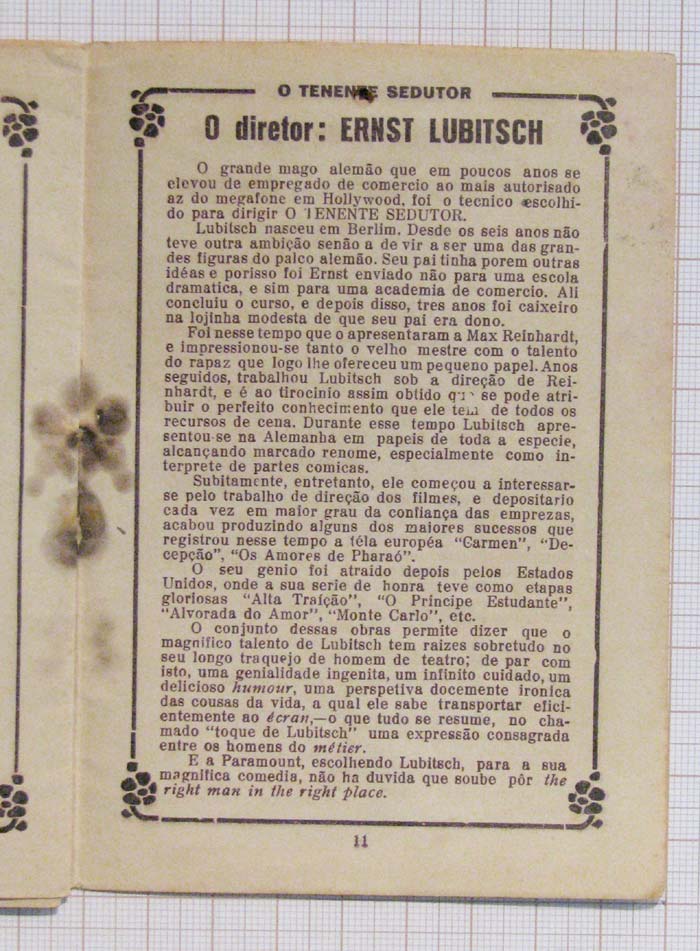 O TENENTE SEDUTOR
O diretor: ERNST LUBITSCH
O grande mago alemão que em poucos anos se
elevou de empregado de comercio ao mais autorisado
az do megafone em Hollywood, foi o tecnico escolhi-
do para dirigir O TENENTE SEDUTOR.
Lubitsch nasceu em Berlim. Desde os seis anos não
teve outra ambição senão a de vir a ser uma das gran-
des figuras do palco alemão. Seu pai tinha porem outras
idéas e porisso foi Ernst enviado não para uma escola
dramatica, e sim para uma academia de comercio. Ali
concluiu o curso, e depois disso, tres anos foi caixeiro
na lojinha modesta de que seu pai era dono.
Foi nesse tempo que o apresentaram a Max Reinhardt,
e impressionou-se tanto o velho mestre com o talento
do rapaz que logo lhe ofereceu um pequeno papel. Anos
seguidos, trabalhou Lubitsch sob a direção de Rei-
nhardt, e é ao tirocinio assim obtido que se pode atri-
buir o perfeito conhecimento que ele tem de todos os
recursos de cena. Durante esse tempo Lubitsch apre-
sentou-se na Alemanha em papeis de toda a especie,
alcançando marcado renome, especialmente como in-
terprete de partes comicas.
Subitamente, entretanto, ele começou a interessar-
se pelo trabalho de direção dos filmes, e depositario
cada vez em maior grau da confiança das emprezas,
acabou produzindo alguns dos maiores sucessos que
registrou nesse tempo a téla européa "Carmen", "De-
cepção", "Os Amores de Pharaó".
O seu genio foi atraido depois pelos Estados
Unidos, onde a sua serie de honra teve como etapas
gloriosas "Alta Traíção", "O Principe Estudante",
"Alvorada do Amor", "Monte Carlo", etc.
O conjunto dessas obras permite dizer que o
magnifico talento de Lubitsch tem raizes sobretudo no
seu longo traquejo de homem de teatro; de par com
isto, uma genialidade ingenita, um infinito cuidado, um
delicioso humour, uma perspetiva docemente ironica
das cousas da vida, a qual ele sabe transportar efici-
entemente ao écran,—o que tudo se resume, no cha-
mado "toque de Lubitsch" uma expressão consagrada
entre os homens do métier.
E a Paramount, escolhendo Lubitsch, para a sua
magnifica comedia, não ha duvida que soube pôr the
right man in the right place.
11